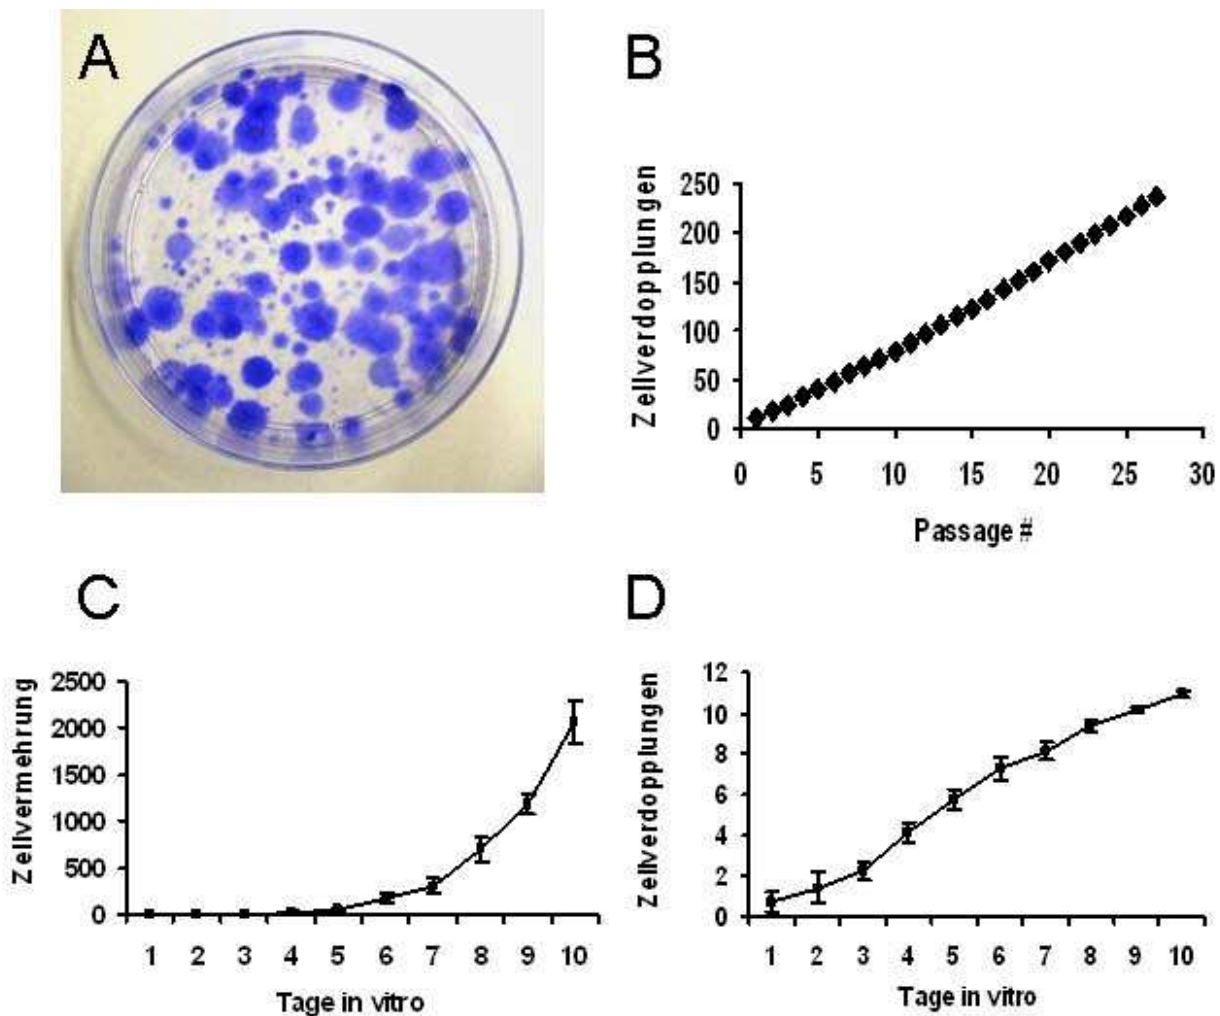 A
B
Zellverdopplungen
250
200
150
100
50
0
0 5 10 15 20 25 30
Passage #
C
Zellvermehrung
2500
2000
1500
1000
500
0
1 2 3 4 5 6 7 8 9 10
Tage in vitro
D
Zellverdopplungen
12
10
8
6
4
2
0
1 2 3 4 5 6 7 8 9 10
Tage in vitro